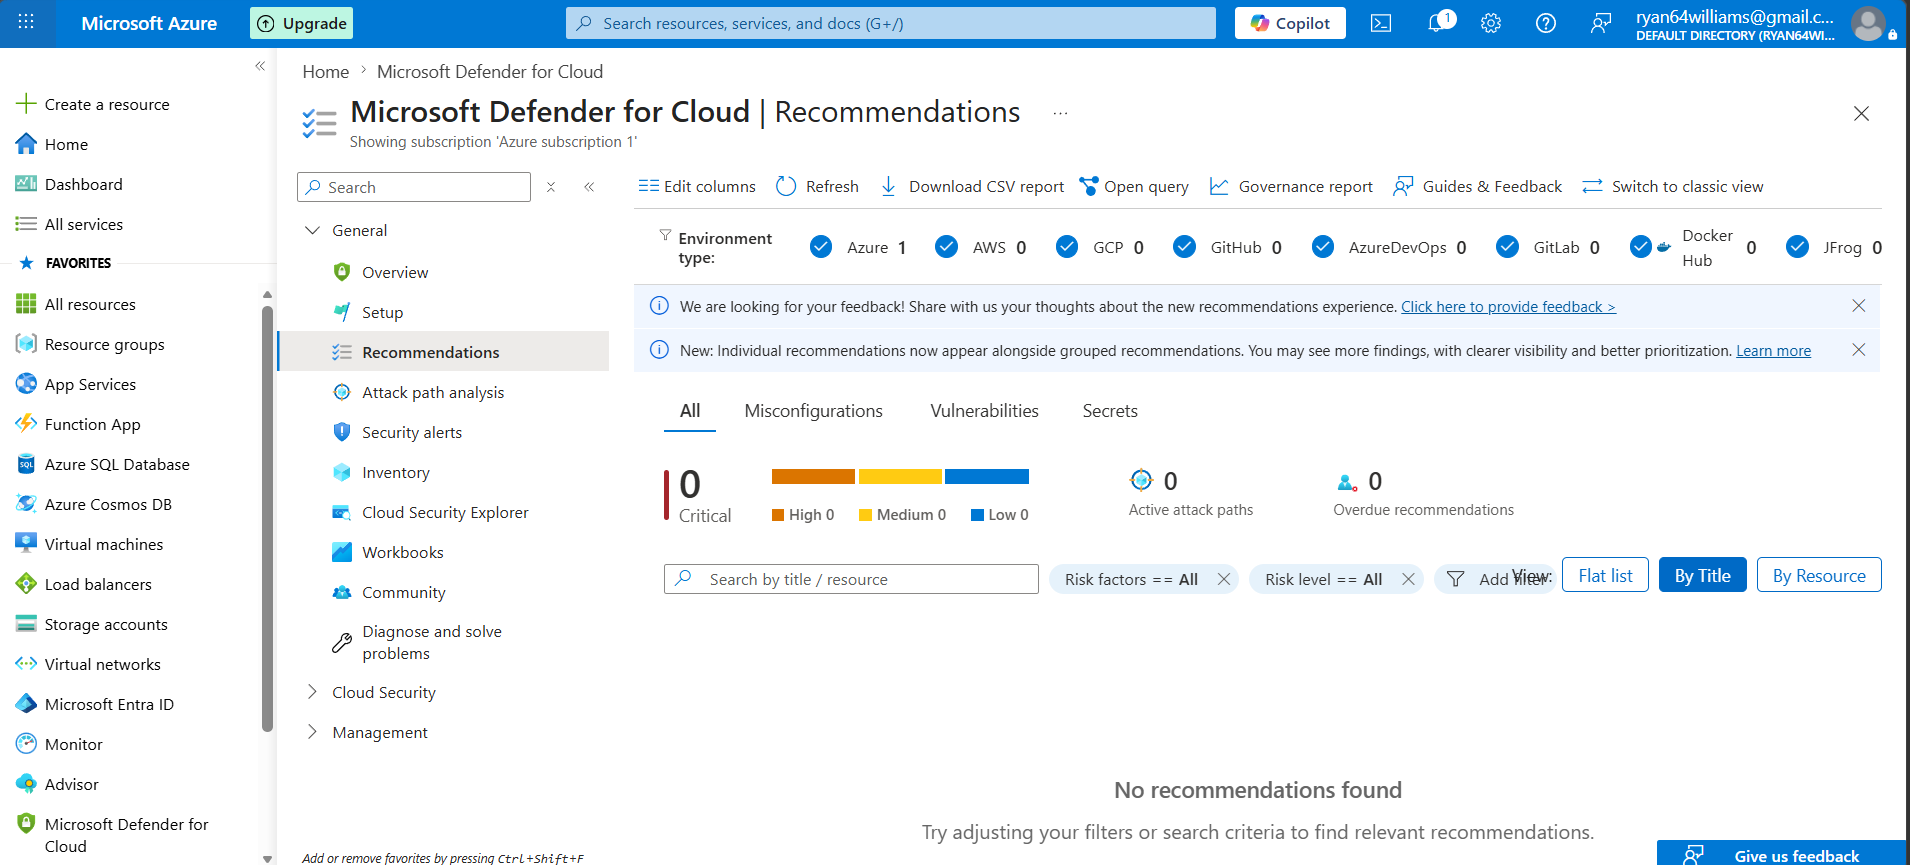 Microsoft Azure
Upgrade
Search resources, services, and docs (G+/)
Copilot
1
ryan64williams@gmail.c...
DEFAULT DIRECTORY (RYAN64WI...
Create a resource
Home
Dashboard
All services
FAVORITES
All resources
Resource groups
App Services
Function App
SQL
Azure SQL Database
Azure Cosmos DB
Virtual machines
Load balancers
Storage accounts
Virtual networks
Microsoft Entra ID
Monitor
Advisor
Microsoft Defender for
Cloud
Home > Microsoft Defender for Cloud
Microsoft Defender for Cloud | Recommendations ...
Showing subscription 'Azure subscription 1'
Search
General
Overview
Setup
Recommendations
Attack path analysis
Security alerts
Inventory
Cloud Security Explorer
Workbooks
Community
Diagnose and solve
problems
Cloud Security
Management
Add or remove favorites by pressing Ctrl+Shift+F
Edit columns Refresh Download CSV report Open query Governance report Guides & Feedback Switch to classic view
Environment
type:
Azure 1 AWS 0 GCP 0 GitHub 0 AzureDevOps 0 GitLab 0
Docker
Hub
0
JFrog 0
We are looking for your feedback! Share with us your thoughts about the new recommendations experience. Click here to provide feedback >
New: Individual recommendations now appear alongside grouped recommendations. You may see more findings, with clearer visibility and better prioritization. Learn more
All Misconfigurations Vulnerabilities Secrets
0
Critical
High 0 Medium 0 Low 0
0
Active attack paths
0
Overdue recommendations
Search by title / resource Risk factors == All Risk level == All Add filter View: Flat list By Title By Resource
No recommendations found
Try adjusting your filters or search criteria to find relevant recommendations.
Give us feedback